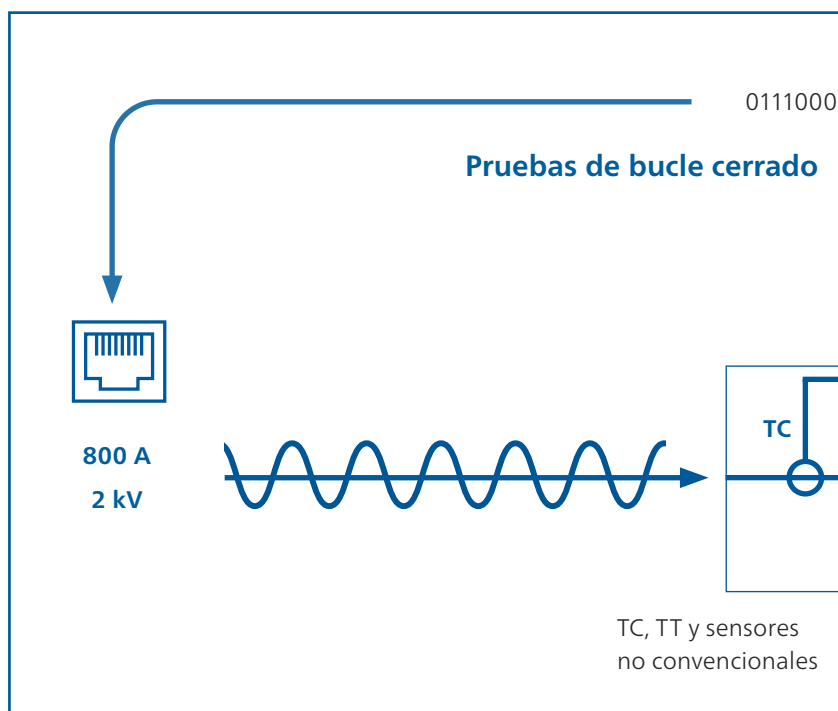 0111000
Pruebas de bucle cerrado
800 A
2 kV
TC
TC, TT y sensores
no convencionales